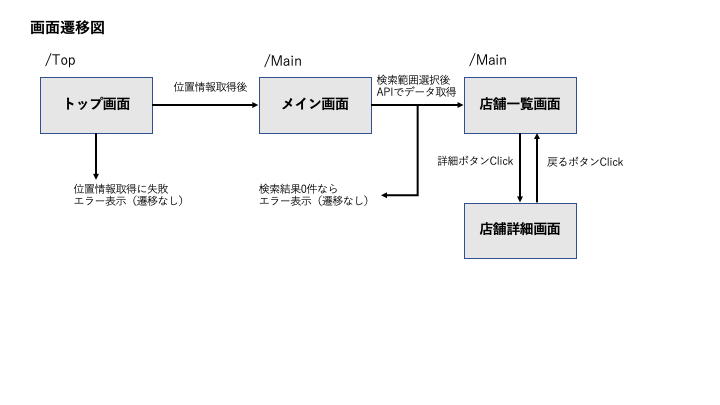 画面遷移図
/Top
/Main
/Main
トップ画面
位置情報取得後
メイン画面
検索範囲選択後
APIでデータ取得
店舗一覧画面
位置情報取得に失敗
エラー表示（遷移なし）
検索結果0件なら
エラー表示（遷移なし）
詳細ボタンClick
戻るボタンClick
店舗詳細画面